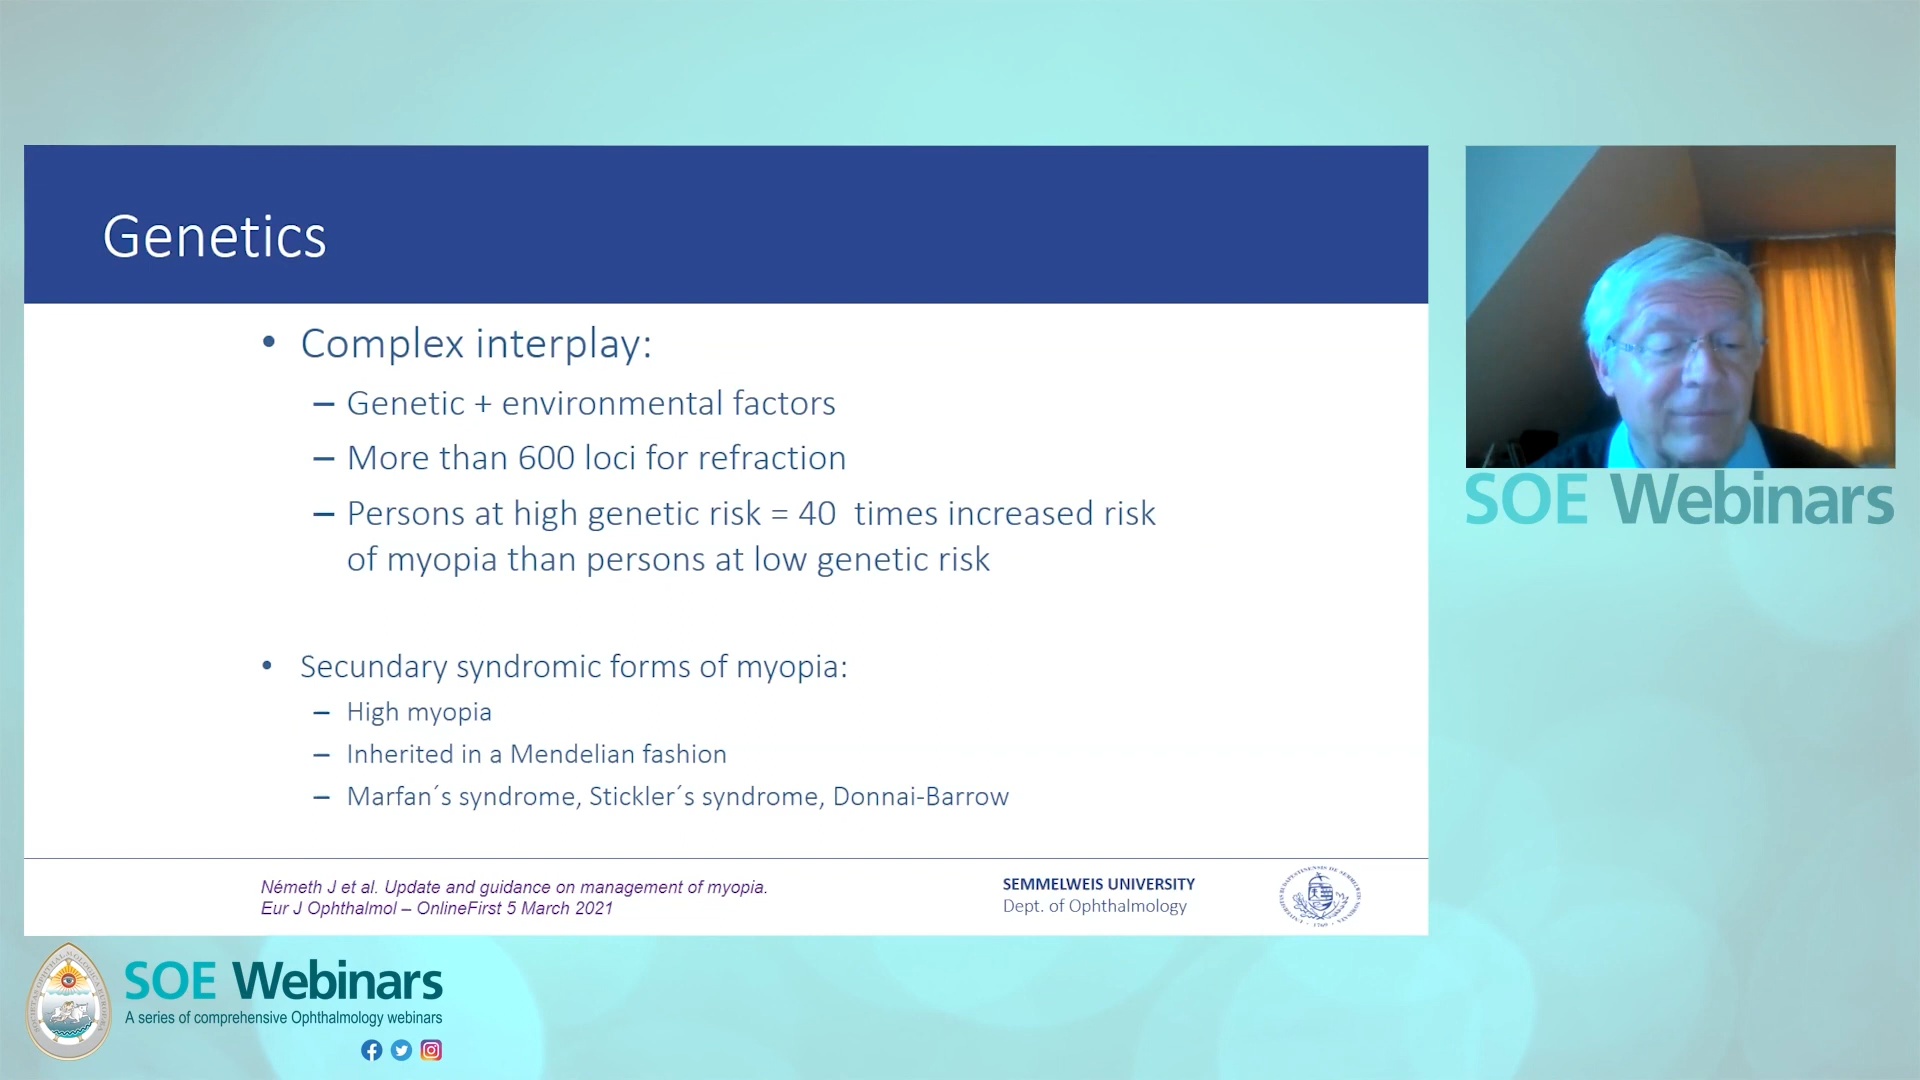 Genetics
• Complex interplay:
– Genetic + environmental factors
– More than 600 loci for refraction
– Persons at high genetic risk = 40 times increased risk
of myopia than persons at low genetic risk
• Secundary syndromic forms of myopia:
– High myopia
– Inherited in a Mendelian fashion
– Marfan´s syndrome, Stickler´s syndrome, Donnai-Barrow
Németh J et al. Update and guidance on management of myopia.
Eur J Ophthalmol – OnlineFirst 5 March 2021
SEMMELWEIS UNIVERSITY
Dept. of Ophthalmology
SOE Webinars
SOE Webinars
A series of comprehensive Ophthalmology webinars